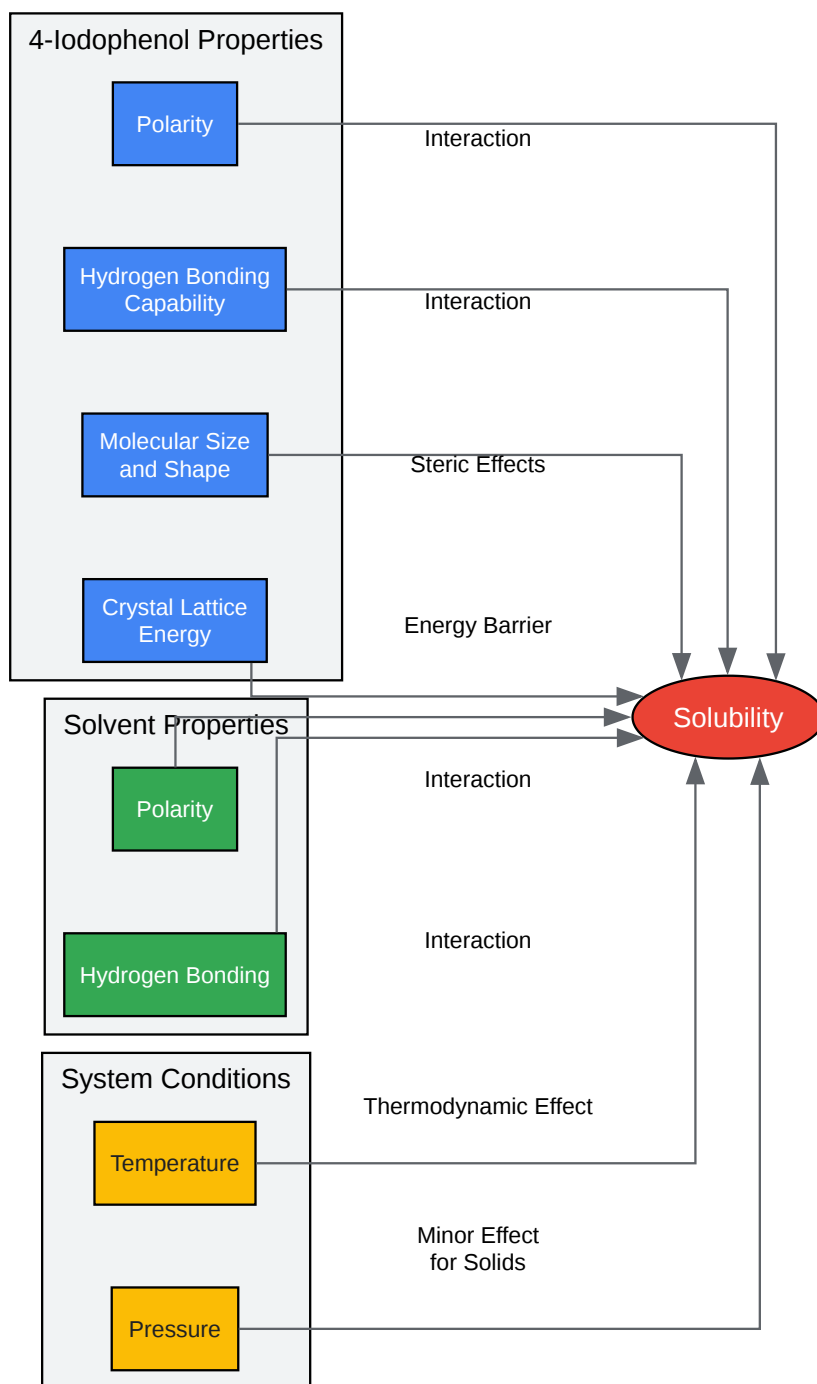 4-Iodophenol Properties
Polarity
Interaction
Hydrogen Bonding
Capability
Interaction
Molecular Size
and Shape
Steric Effects
Crystal Lattice
Energy
Energy Barrier
Solubility
Solvent Properties
Polarity
Interaction
Hydrogen Bonding
Interaction
System Conditions
Thermodynamic Effect
Temperature
Minor Effect
for Solids
Pressure